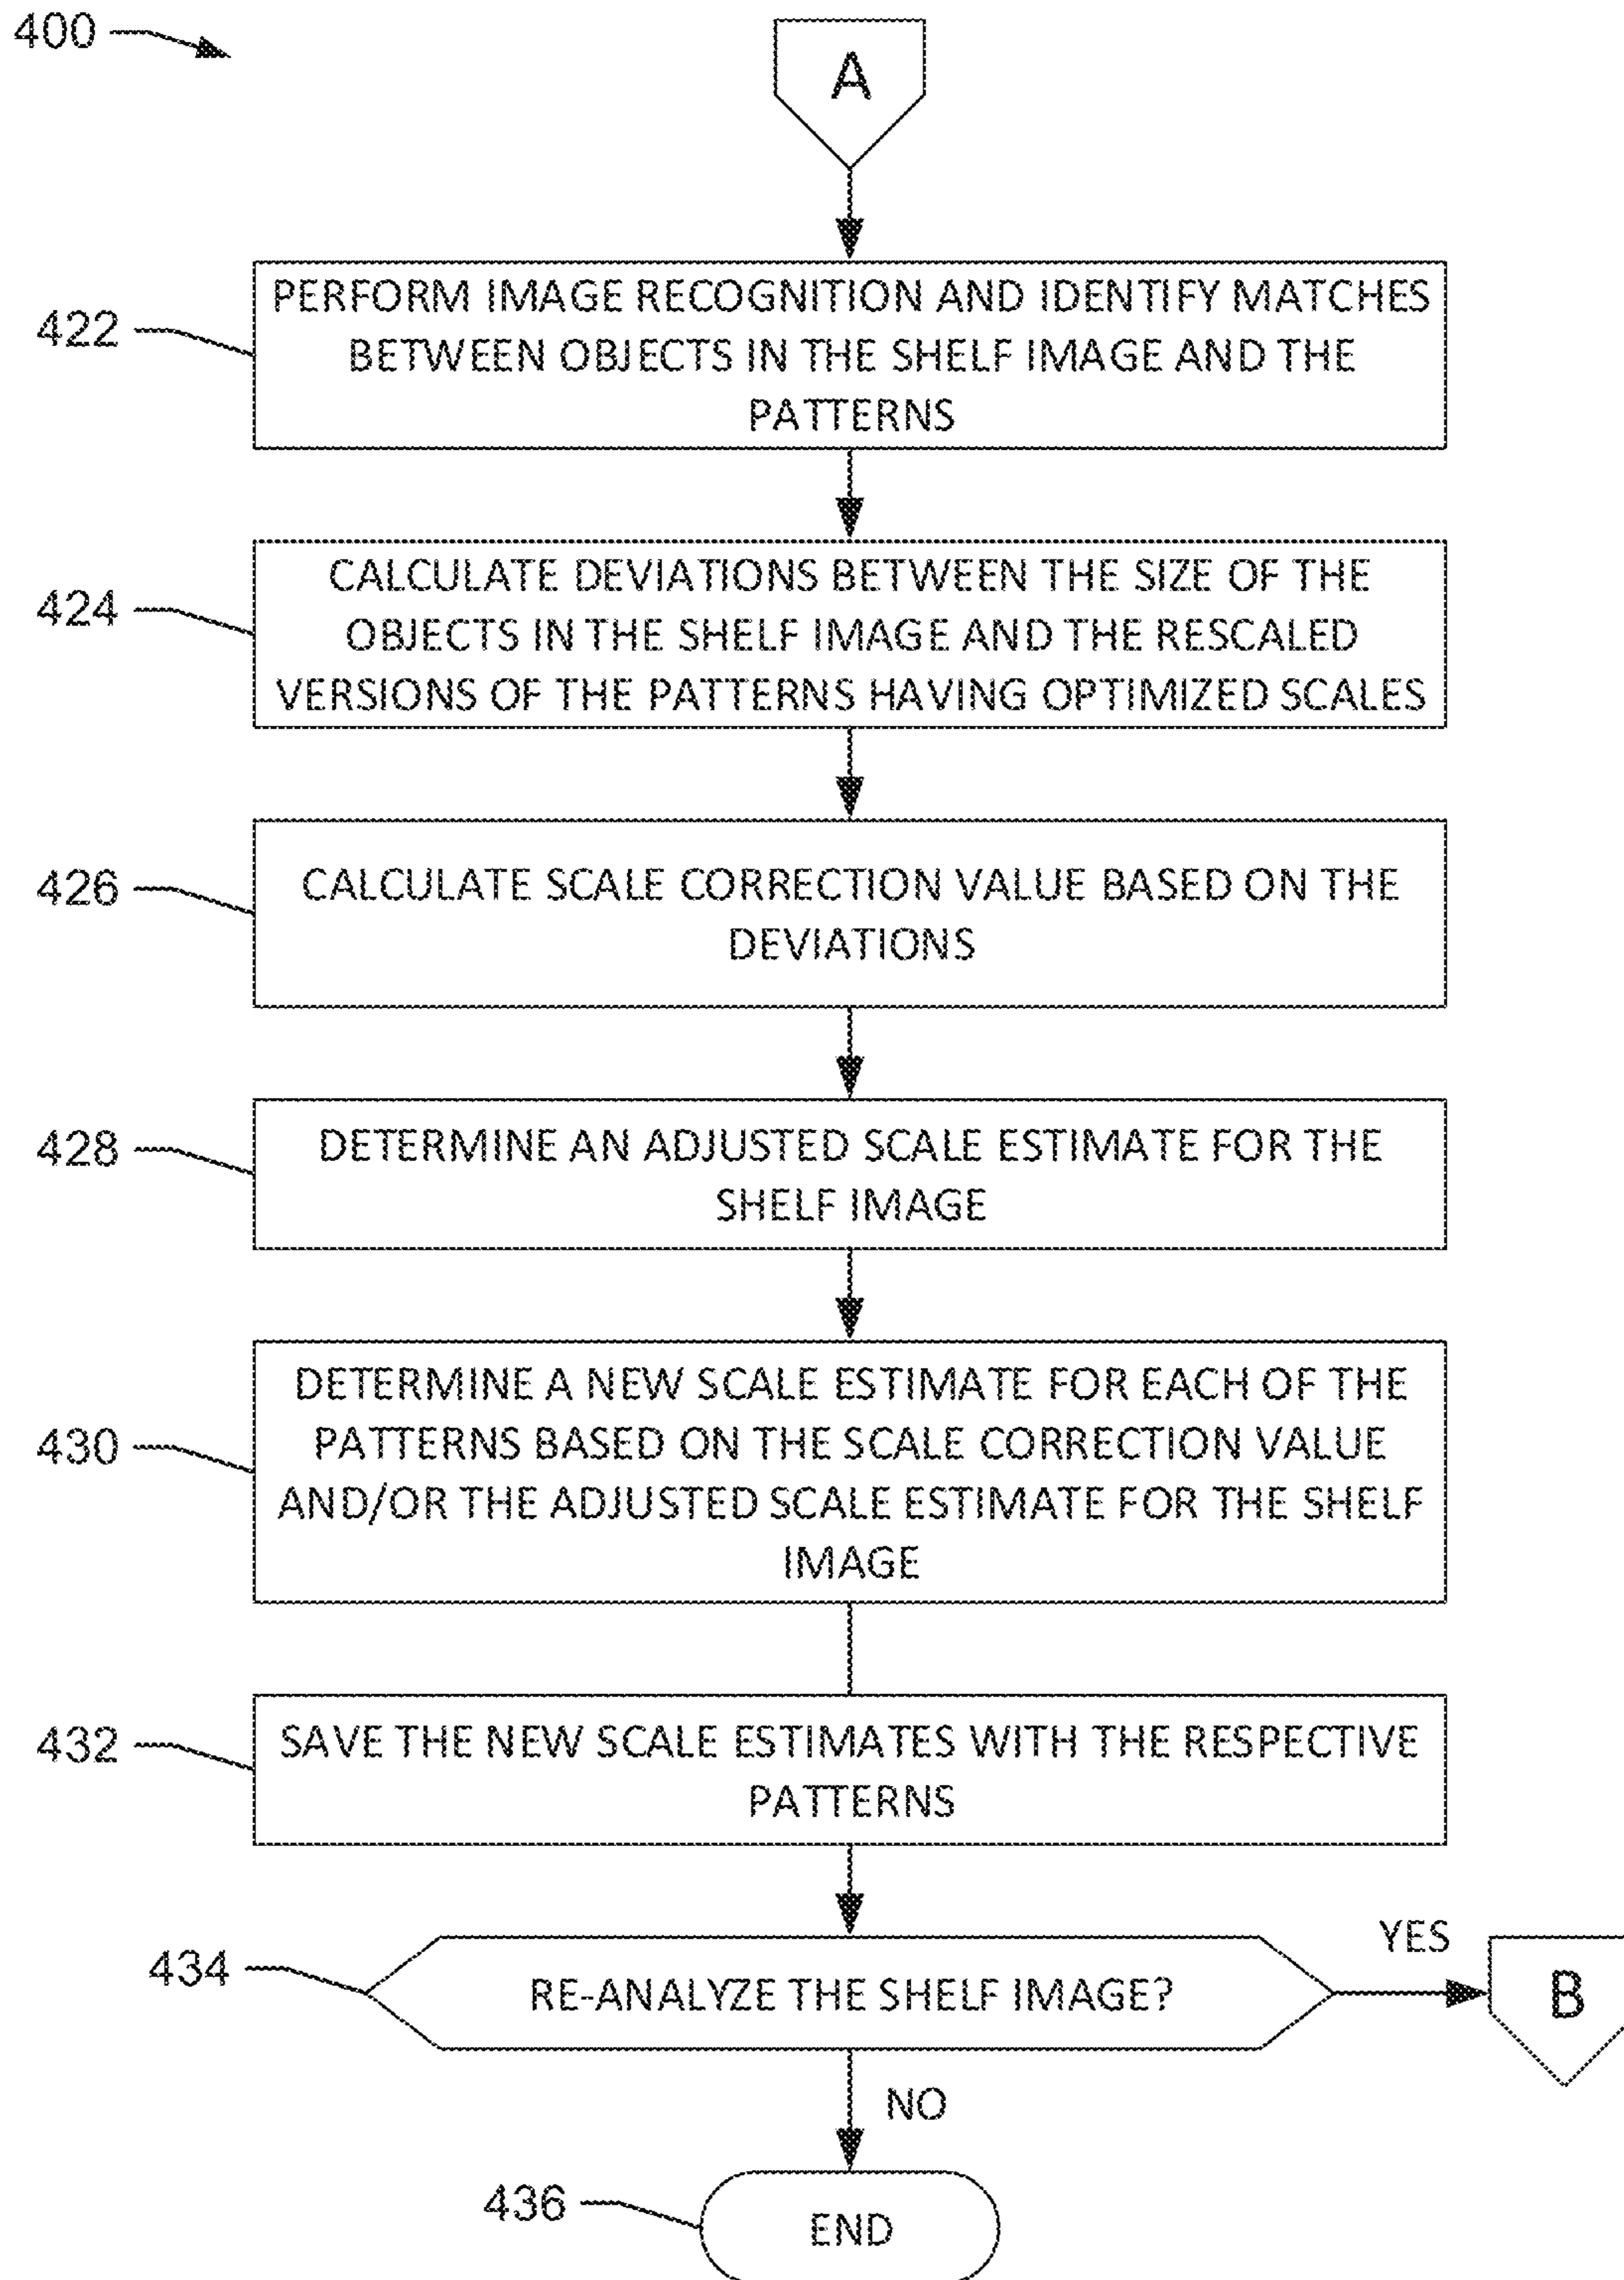 400
A
422
PERFORM IMAGE RECOGNITION AND IDENTIFY MATCHES
BETWEEN OBJECTS IN THE SHELF IMAGE AND THE
PATTERNS
424
CALCULATE DEVIATIONS BETWEEN THE SIZE OF THE
OBJECTS IN THE SHELF IMAGE AND THE RESCALED
VERSIONS OF THE PATTERNS HAVING OPTIMIZED SCALES
426
CALCULATE SCALE CORRECTION VALUE BASED ON THE
DEVIATIONS
428
DETERMINE AN ADJUSTED SCALE ESTIMATE FOR THE
SHELF IMAGE
430
DETERMINE A NEW SCALE ESTIMATE FOR EACH OF THE
PATTERNS BASED ON THE SCALE CORRECTION VALUE
AND/OR THE ADJUSTED SCALE ESTIMATE FOR THE SHELF
IMAGE
432
SAVE THE NEW SCALE ESTIMATES WITH THE RESPECTIVE
PATTERNS
434
RE-ANALYZE THE SHELF IMAGE?
YES
B
NO
436
END